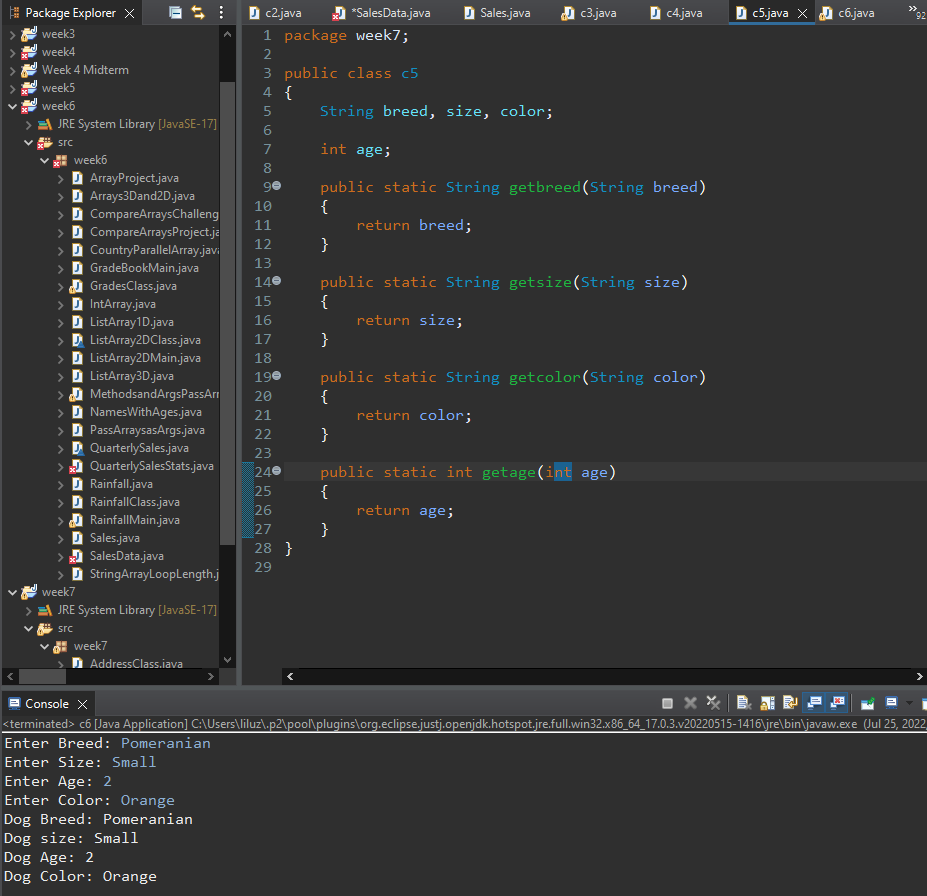 Package Explorer
week3
week4
Week 4 Midterm
week5
week6
JRE System Library [JavaSE-17]
src
week6
ArrayProject.java
Arrays3Dand2D.java
CompareArraysChalleng
CompareArraysProject.ja
CountryParallelArray.java
GradeBookMain.java
GradesClass.java
IntArray.java
ListArray1D.java
ListArray2DClass.java
ListArray2DMain.java
ListArray3D.java
MethodsandArgsPassArr
NamesWithAges.java
PassArraysasArgs.java
QuarterlySales.java
QuarterlySalesStats.java
Rainfall.java
RainfallClass.java
RainfallMain.java
Sales.java
SalesData.java
StringArrayLoopLength.j
week7
JRE System Library [JavaSE-17]
src
week7
AddressClass.java
c2.java *SalesData.java Sales.java c3.java c4.java c5.java c6.java »92
1 package week7;
2
3 public class c5
4 {
5 String breed, size, color;
6
7 int age;
8
9 public static String getbreed(String breed)
10 {
11 return breed;
12 }
13
14 public static String getsize(String size)
15 {
16 return size;
17 }
18
19 public static String getcolor(String color)
20 {
21 return color;
22 }
23
24 public static int getage(int age)
25 {
26 return age;
27 }
28 }
29
Console
<terminated> c6 [Java Application] C:\Users\liluz\.p2\pool\plugins\org.eclipse.justj.openjdk.hotspot.jre.full.win32.x86_64_17.0.3.v20220515-1416\jre\bin\javaw.exe (Jul 25, 2022,
Enter Breed: Pomeranian
Enter Size: Small
Enter Age: 2
Enter Color: Orange
Dog Breed: Pomeranian
Dog size: Small
Dog Age: 2
Dog Color: Orange